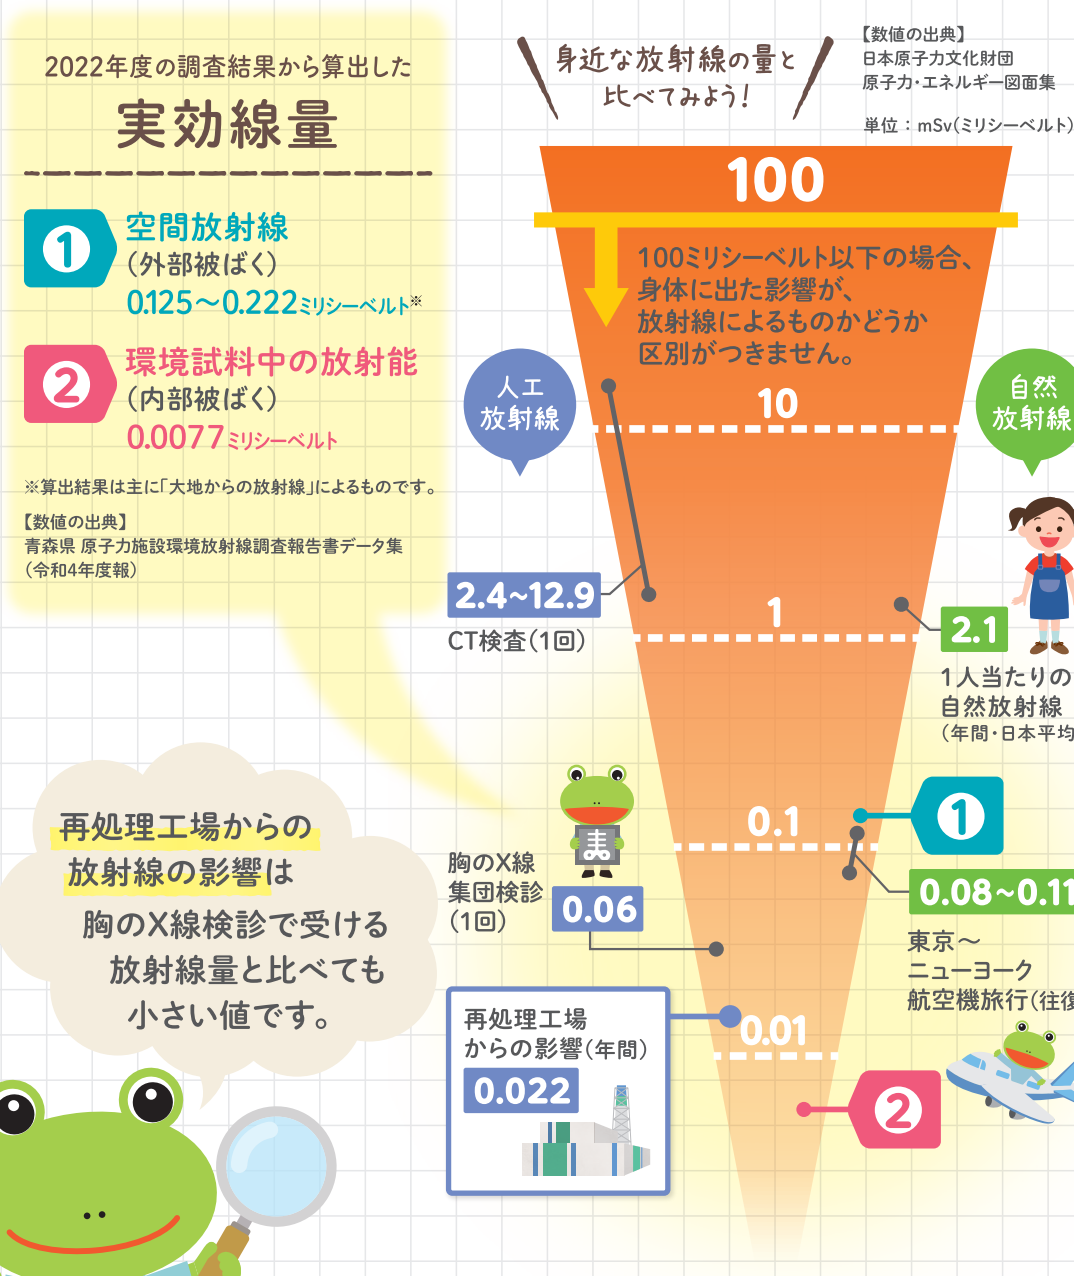 2022年度の調査結果から算出した
実効線量
1 空間放射線
(外部被ばく)
0.125～0.222ミリシーベルト※
2 環境試料中の放射能
(内部被ばく)
0.0077ミリシーベルト
※算出結果は主に「大地からの放射線」によるものです。
【数値の出典】
青森県 原子力施設環境放射線調査報告書データ集
(令和4年度報)
身近な放射線の量と
比べてみよう!
【数値の出典】
日本原子力文化財団
原子力・エネルギー図面集
単位：mSv(ミリシーベルト)
100
100ミリシーベルト以下の場合、
身体に出た影響が、
放射線によるものかどうか
区別がつきません。
人工
放射線
自然
放射線
10
2.4~12.9
CT検査(1回)
1
2.1
1人当たりの
自然放射線
(年間・日本平均
0.1
1
胸のX線
集団検診
(1回)
0.06
0.08~0.11
東京～
ニューヨーク
航空機旅行(往復
再処理工場
からの影響(年間)
0.022
0.01
2
再処理工場からの
放射線の影響は
胸のX線検診で受ける
放射線量と比べても
小さい値です。